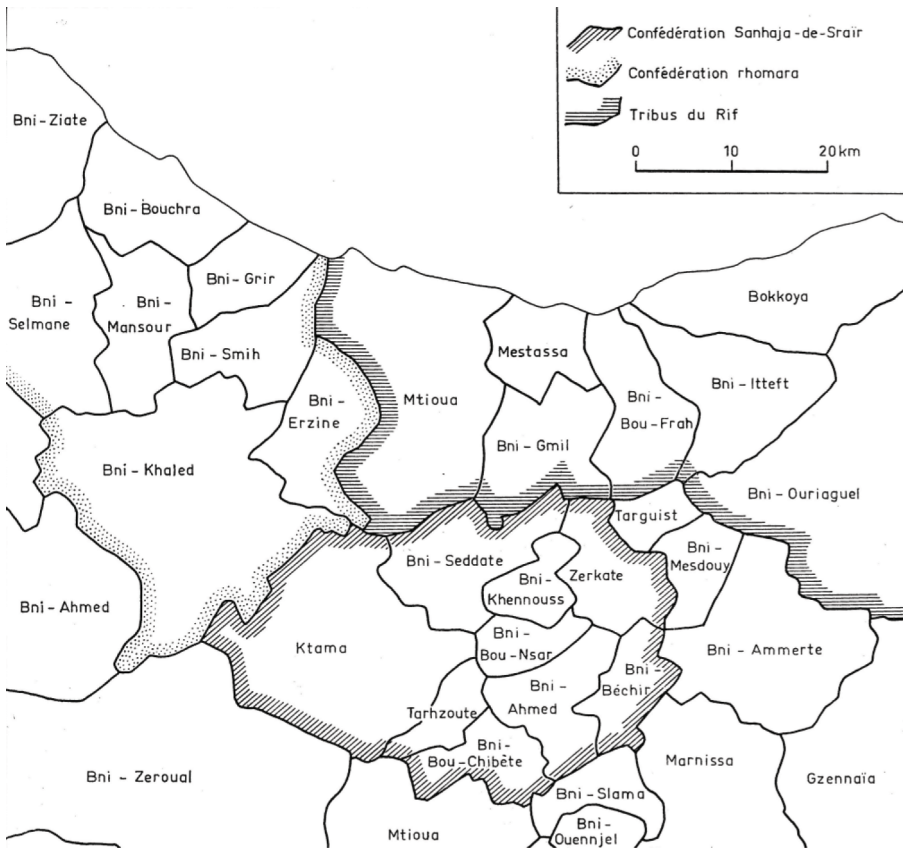 Confédération Sanhaja-de-Sraïr
Confédération rhomara
Tribus du Rif
0 10 20 km
Bni-Ziate
Bni-Bouchra
Bni-Grir
Bni-
Selmane
Bni-
Mansour
Bni-Smih
Bokkoya
Mestassa
Bni-Itteft
Bni-
Erzine
Mtioua
Bni-
Bou-Frah
Bni-Gmil
Bni-Khaled
Bni-Ouriaguel
Targuist
Bni-
Mesdouy
Bni-Seddate
Zerkate
Bni-
Khennouss
Bni-Ahmed
Ktama
Bni-
Bou-Nsar
Bni-Ammerte
Bni-
Béchir
Bni-
Ahmed
Tarhzoute
Bni-
Bou-Chibète
Marnissa
Bni-Zeroual
Gzennaïa
Bni-Slama
Mtioua
Bni-
Ouennjel